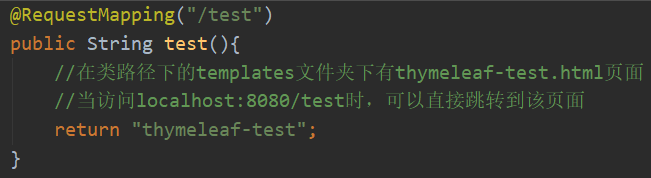 @RequestMapping("/test")
public String test(){
//在类路径下的templates文件夹下有thymeleaf-test.html页面
//当访问localhost:8080/test时，可以直接跳转到该页面
return "thymeleaf-test";
}